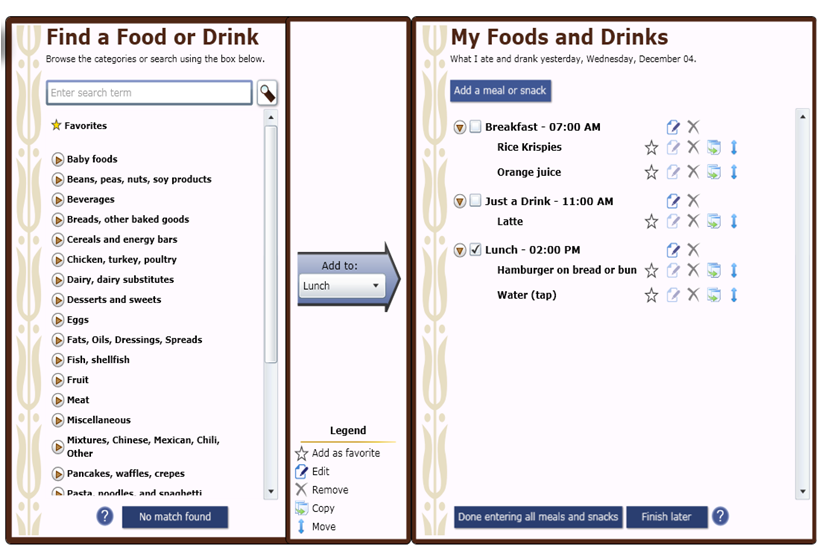 Find a Food or Drink
Browse the categories or search using the box below.
Enter search term
Favorites
Baby foods
Beans, peas, nuts, soy products
Beverages
Breads, other baked goods
Cereals and energy bars
Chicken, turkey, poultry
Dairy, dairy substitutes
Desserts and sweets
Eggs
Fats, Oils, Dressings, Spreads
Fish, shellfish
Fruit
Meat
Miscellaneous
Mixtures, Chinese, Mexican, Chili,
Other
Pancakes, waffles, crepes
Pasta, noodles, and spaghetti
? No match found
Add to:
Lunch
Legend
Add as favorite
Edit
Remove
Copy
Move
My Foods and Drinks
What I ate and drank yesterday, Wednesday, December 04.
Add a meal or snack
Breakfast - 07:00 AM
Rice Krispies
Orange juice
Just a Drink - 11:00 AM
Latte
Lunch - 02:00 PM
Hamburger on bread or bun
Water (tap)
Done entering all meals and snacks Finish later ?